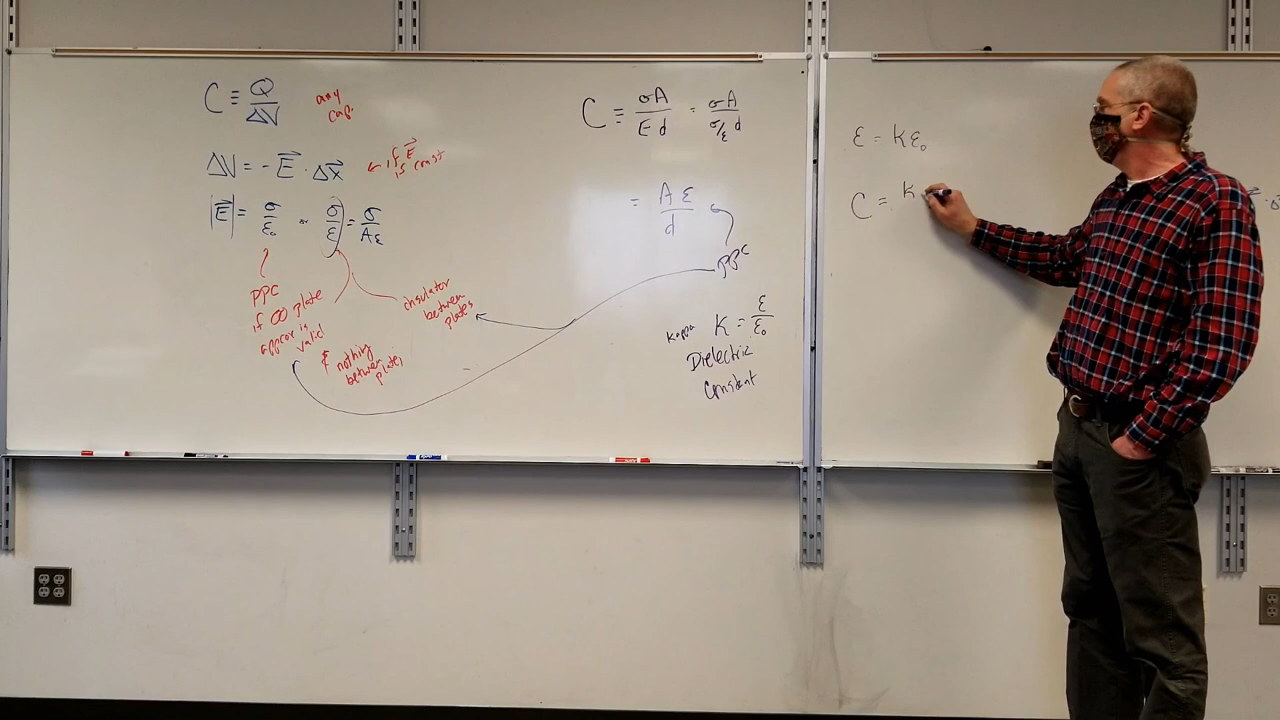 C ≡ Q/ΔV
any
cap.
ΔV = - E⃗ · Δx⃗
← if E⃗
is const
|E⃗| = σ/ε₀ or σ/ε = σ/Aε
PPC
if ∞ plate
approx is
valid
& nothing
between
plates
insulator
between
plates
C ≡ σA/Ed = σA/σ/ε d
= Aε/d
PPC
kappa K = ε/ε₀
Dielectric
Constant
ε = Kε₀
C = K